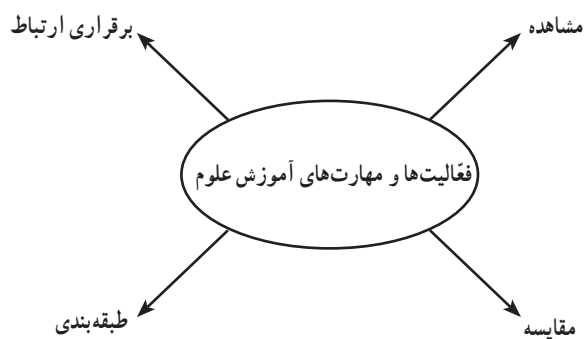 مشاهده
برقراری ارتباط
فعّالیت‌ها و مهارت‌های آموزش علوم
مقایسه
طبقه‌بندی